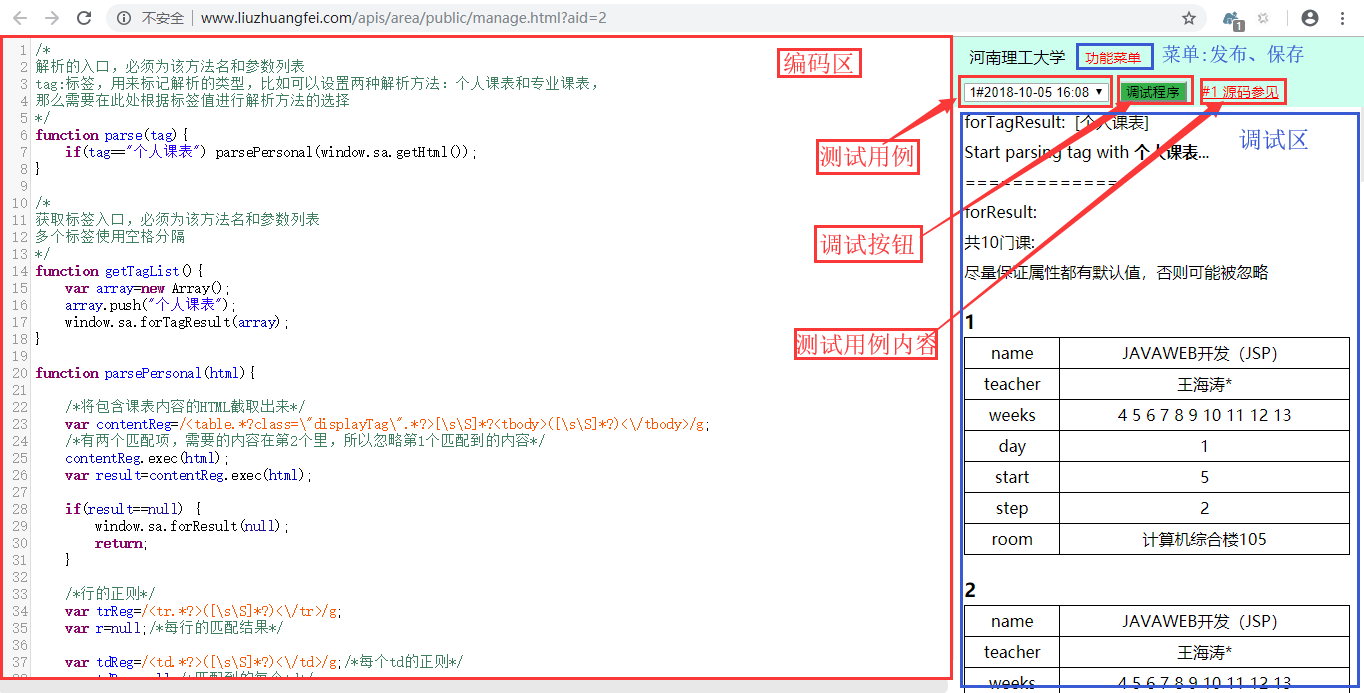 不安全 | www.liuzhuangfei.com/apis/area/public/manage.html?aid=2
1
编码区
1 /*
2 解析的入口，必须为该方法名和参数列表
3 tag:标签，用来标记解析的类型，比如可以设置两种解析方法：个人课表和专业课表，
4 那么需要在此处根据标签值进行解析方法的选择
5 */
6 function parse(tag){
7 if(tag=="个人课表") parsePersonal(window.sa.getHtml());
8 }
9
10 /*
11 获取标签入口，必须为该方法名和参数列表
12 多个标签使用空格分隔
13 */
14 function getTagList(){
15 var array=new Array();
16 array.push("个人课表");
17 window.sa.forTagResult(array);
18 }
19
20 function parsePersonal(html){
21
22 /*将包含课表内容的HTML截取出来*/
23 var contentReg=/<table.*?class=\"displayTag\".*?>[\s\S]*?<tbody>([\s\S]*?)<\/tbody>/g;
24 /*有两个匹配项，需要的内容在第2个里，所以忽略第1个匹配到的内容*/
25 contentReg.exec(html);
26 var result=contentReg.exec(html);
27
28 if(result==null) {
29 window.sa.forResult(null);
30 return;
31 }
32
33 /*行的正则*/
34 var trReg=/<tr.*?>([\s\S]*?)<\/tr>/g;
35 var r=null;/*每行的匹配结果*/
36
37 var tdReg=/<td.*?>([\s\S]*?)<\/td>/g;/*每个td的正则*/
测试用例
调试按钮
测试用例内容
河南理工大学 功能菜单 菜单:发布、保存
1#2018-10-05 16:08 调试程序 #1 源码参见
调试区
forTagResult: [个人课表]
Start parsing tag with 个人课表...
=============
forResult:
共10门课:
尽量保证属性都有默认值，否则可能被忽略
1
name JAVAWEB开发（JSP）
teacher 王海涛*
weeks 4 5 6 7 8 9 10 11 12 13
day 1
start 5
step 2
room 计算机综合楼105
2
name JAVAWEB开发（JSP）
teacher 王海涛*
weeks 4 5 6 7 8 9 10 11 12 13